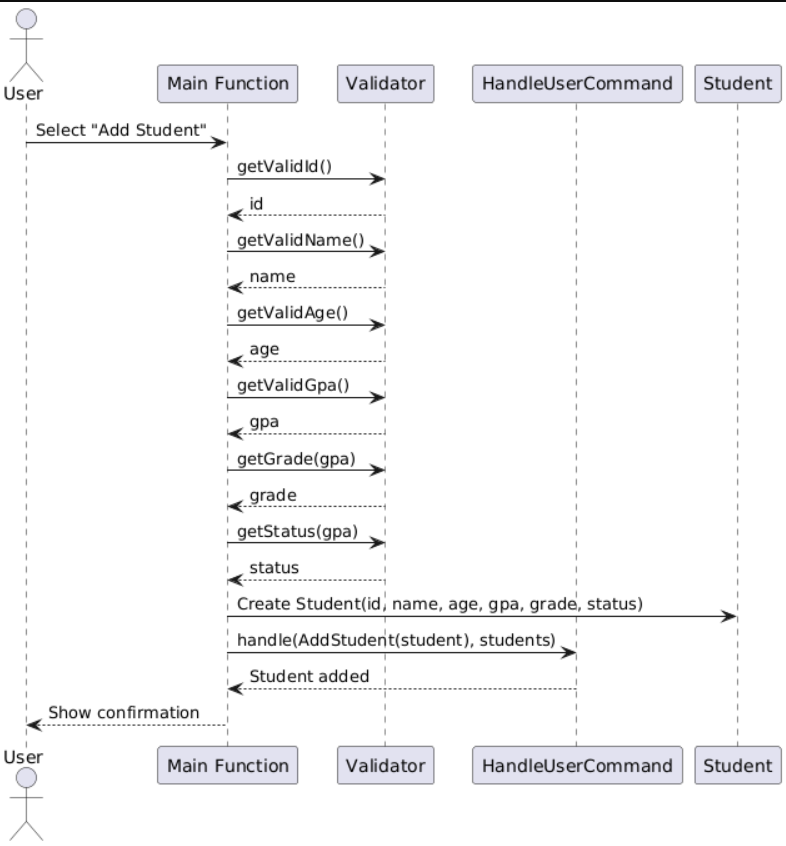 User
Main Function
Validator
HandleUserCommand
Student
Select "Add Student"
getValidId()
id
getValidName()
name
getValidAge()
age
getValidGpa()
gpa
getGrade(gpa)
grade
getStatus(gpa)
status
Create Student(id, name, age, gpa, grade, status)
handle(AddStudent(student), students)
Student added
Show confirmation
User
Main Function
Validator
HandleUserCommand
Student